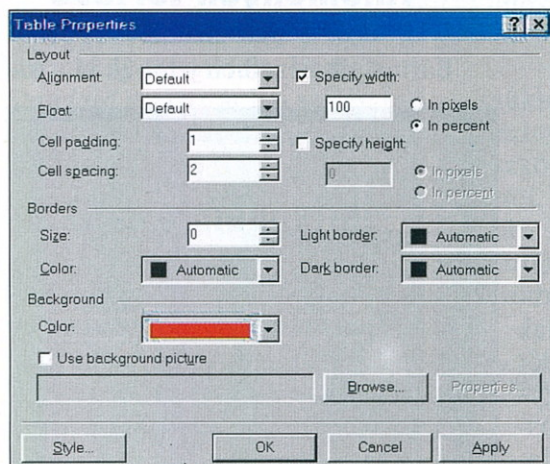 Table Properties
Layout
Alignment: Default Specify width:
Float: Default 100 In pixels
In percent
Cell padding: 1 Specify height:
Cell spacing: 2 0 In pixels
In percent
Borders
Size: 0 Light border: Automatic
Color: Automatic Dark border: Automatic
Background
Color:
Use background picture
Browse... Properties...
Style... OK Cancel Apply